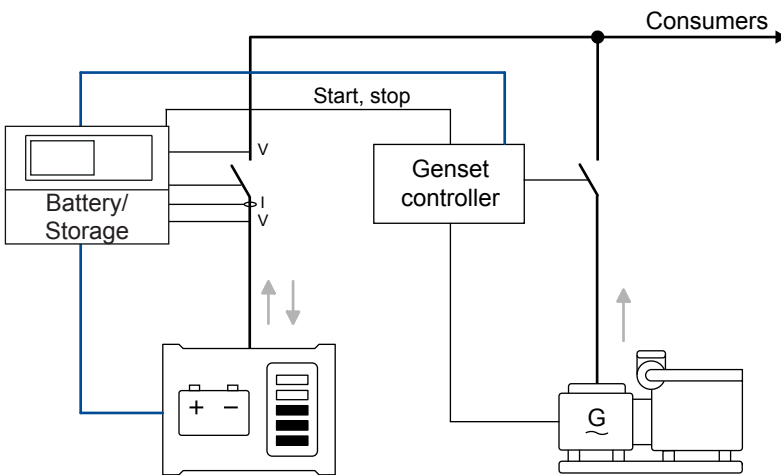 Consumers
Start, stop
V
Genset
controller
Battery/
Storage
I
V
+ −
G
~